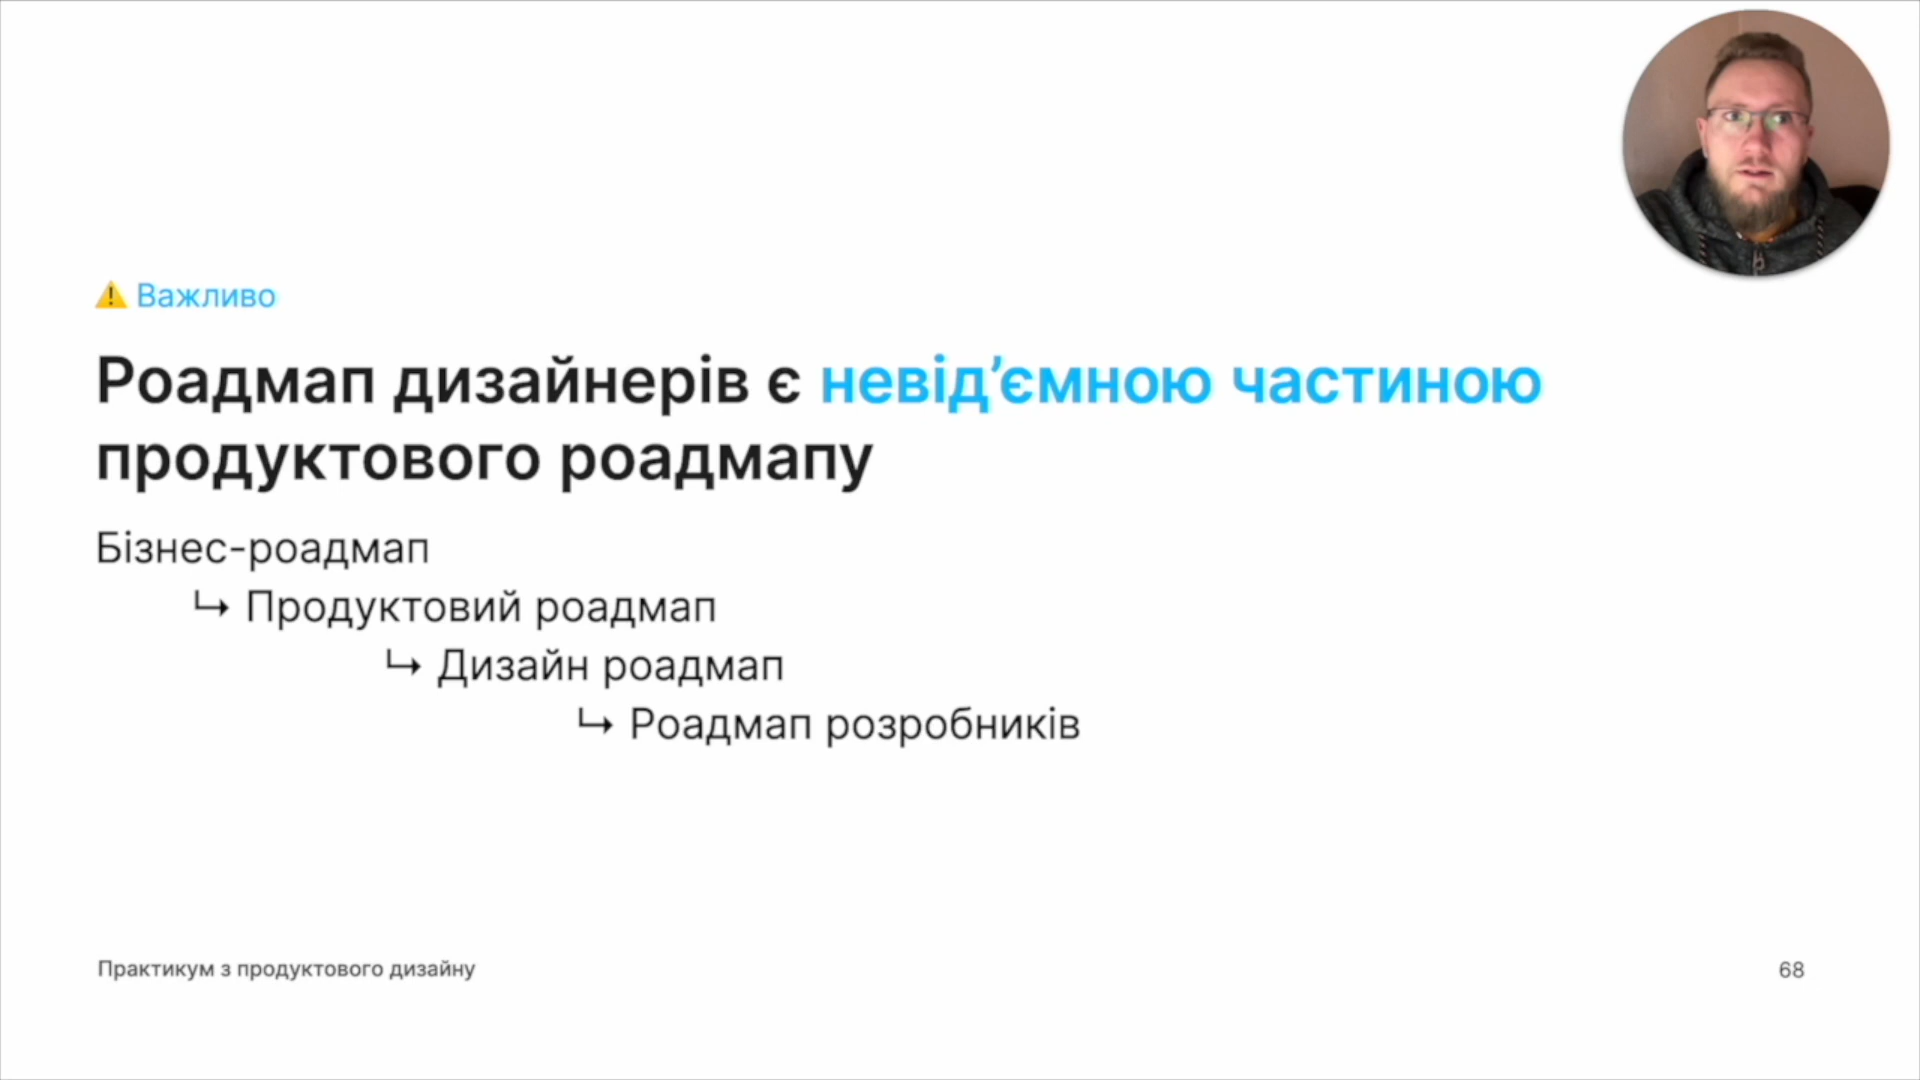 ⚠️ Важливо
Роадмап дизайнерів є невід’ємною частиною
продуктового роадмапу
Бізнес-роадмап
↳ Продуктовий роадмап
↳ Дизайн роадмап
↳ Роадмап розробників
Практикум з продуктового дизайну
68